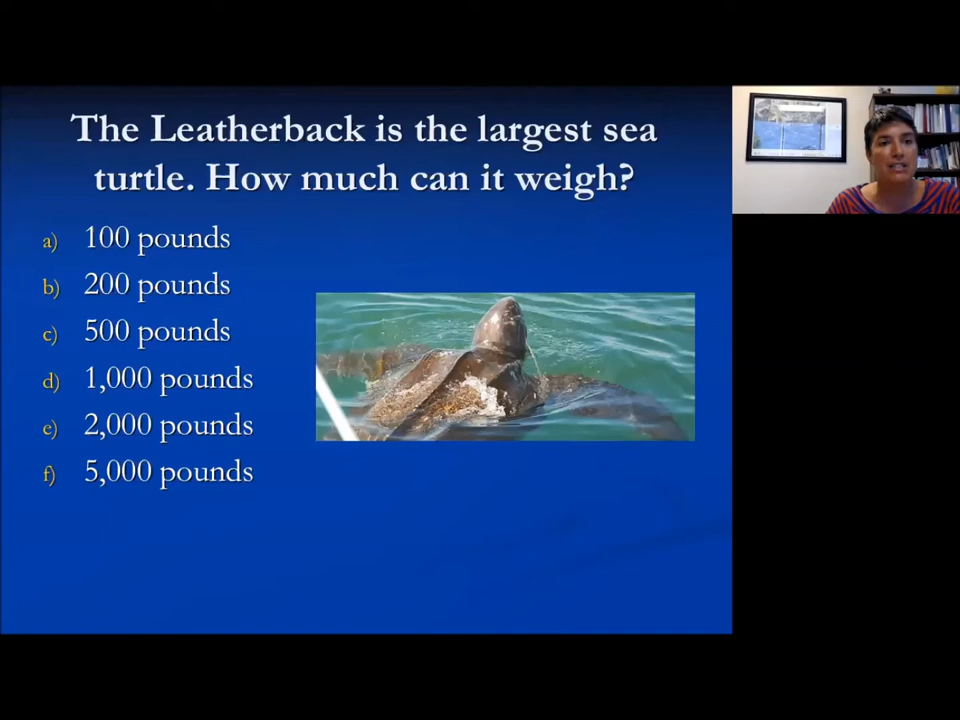 The Leatherback is the largest sea
turtle. How much can it weigh?
a) 100 pounds
b) 200 pounds
c) 500 pounds
d) 1,000 pounds
e) 2,000 pounds
f) 5,000 pounds